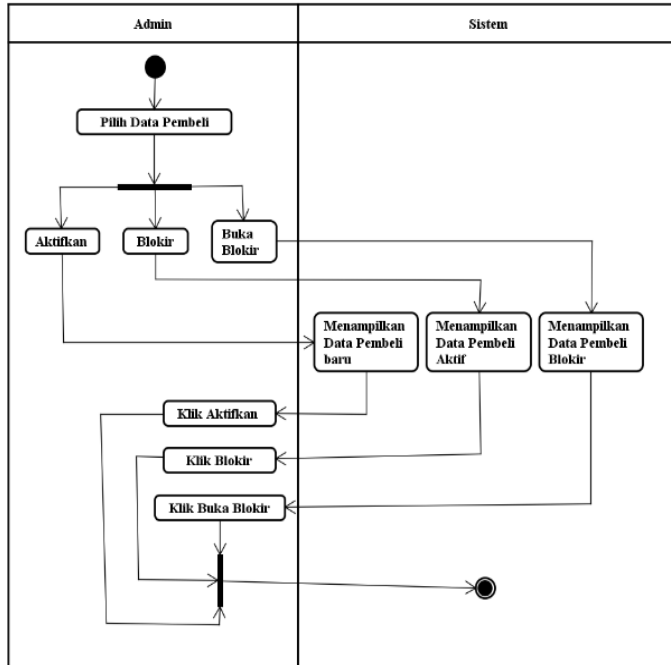 Admin
Sistem
Pilih Data Pembeli
Aktifkan
Blokir
Buka
Blokir
Menampilkan
Data Pembeli
baru
Menampilkan
Data Pembeli
Aktif
Menampilkan
Data Pembeli
Blokir
Klik Aktifkan
Klik Blokir
Klik Buka Blokir